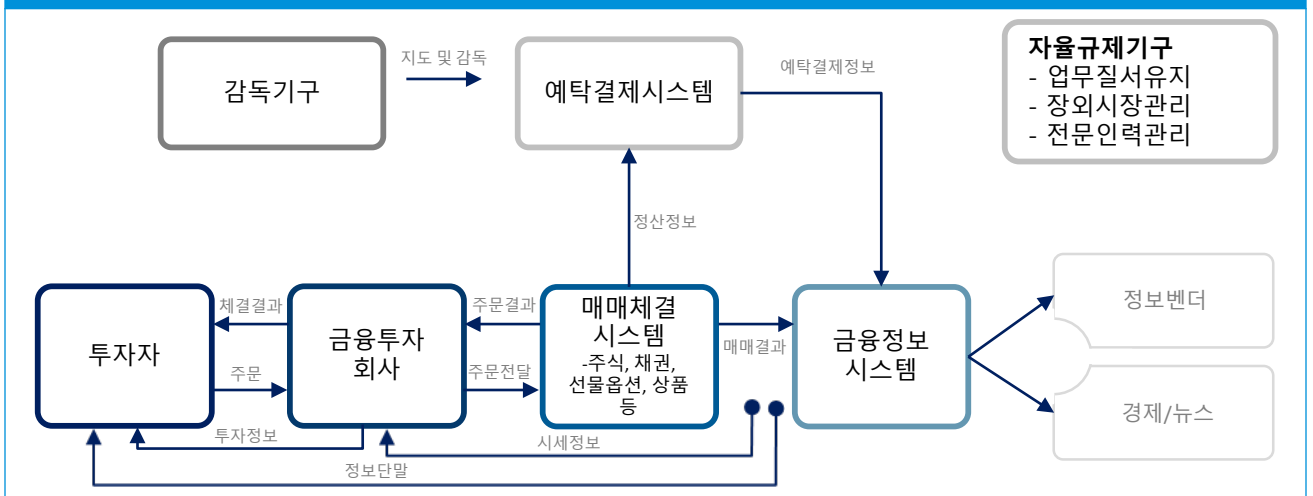 감독기구
지도 및 감독
예탁결제시스템
예탁결제정보
자율규제기구
- 업무질서유지
- 장외시장관리
- 전문인력관리
정산정보
투자자
체결결과
주문
금융투자
회사
주문결과
주문전달
매매체결
시스템
-주식, 채권,
선물옵션, 상품
등
매매결과
금융정보
시스템
정보벤더
경제/뉴스
투자정보
시세정보
정보단말